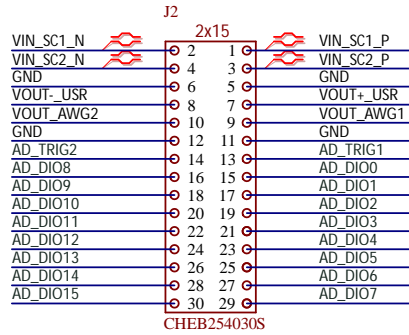 J2
2x15
VIN_SC1_N 2 1 VIN_SC1_P
VIN_SC2_N 4 3 VIN_SC2_P
GND 6 5 GND
VOUT-_USR 8 7 VOUT+_USR
VOUT_AWG2 10 9 VOUT_AWG1
GND 12 11 GND
AD_TRIG2 14 13 AD_TRIG1
AD_DIO8 16 15 AD_DIO0
AD_DIO9 18 17 AD_DIO1
AD_DIO10 20 19 AD_DIO2
AD_DIO11 22 21 AD_DIO3
AD_DIO12 24 23 AD_DIO4
AD_DIO13 26 25 AD_DIO5
AD_DIO14 28 27 AD_DIO6
AD_DIO15 30 29 AD_DIO7
CHEB254030S